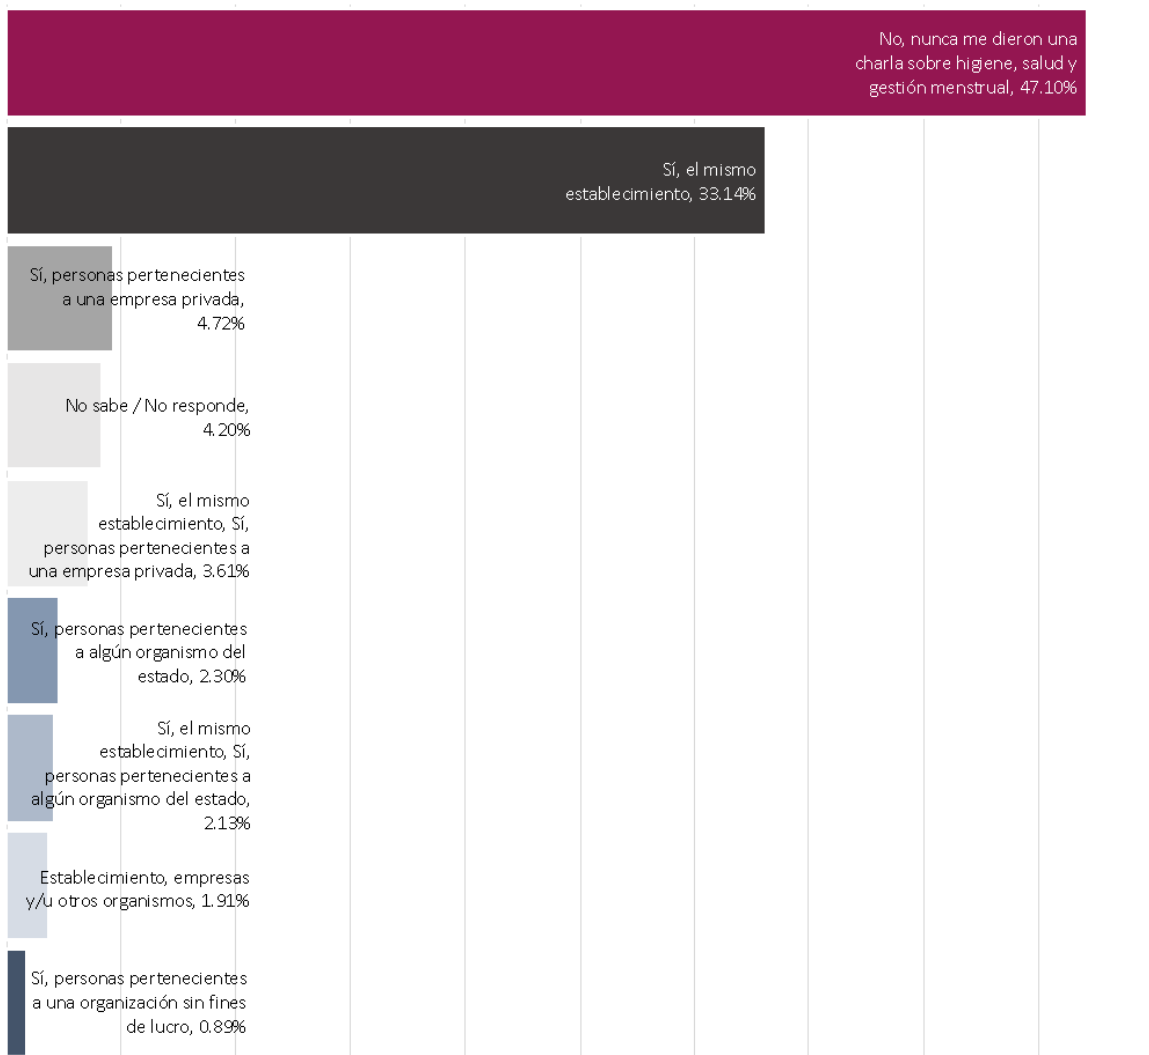 No, nunca me dieron una
charla sobre higiene, salud y
gestión menstrual, 47.10%
Sí, el mismo
establecimiento, 33.14%
Sí, personas pertenecientes
a una empresa privada,
4.72%
No sabe / No responde,
4.20%
Sí, el mismo
establecimiento, Sí,
personas pertenecientes a
una empresa privada, 3.61%
Sí, personas pertenecientes
a algún organismo del
estado, 2.30%
Sí, el mismo
establecimiento, Sí,
personas pertenecientes a
algún organismo del estado,
2.13%
Establecimiento, empresas
y/u otros organismos, 1.91%
Sí, personas pertenecientes
a una organización sin fines
de lucro, 0.89%